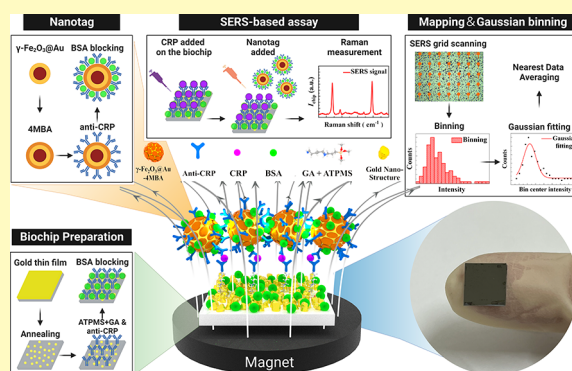 Nanotag
γ-Fe₂O₃@Au
BSA blocking
4MBA
anti-CRP
SERS-based assay
CRP added
on the biochip
Nanotag
added
Raman
measurement
SERS signal
I chip (a.u.)
Raman shift (cm⁻¹)
Mapping & Gaussian binning
SERS grid scanning
Nearest Data
Averaging
Binning
Gaussian fitting
Binning
Counts
Intensity
Gaussian
fitting
Counts
Bin center intensity
γ-Fe₂O₃@Au
-4MBA
Anti-CRP
CRP
BSA
GA + ATPMS
Gold Nano-
Structure
Biochip Preparation
Gold thin film
BSA blocking
Annealing
ATPMS+GA &
anti-CRP
Magnet